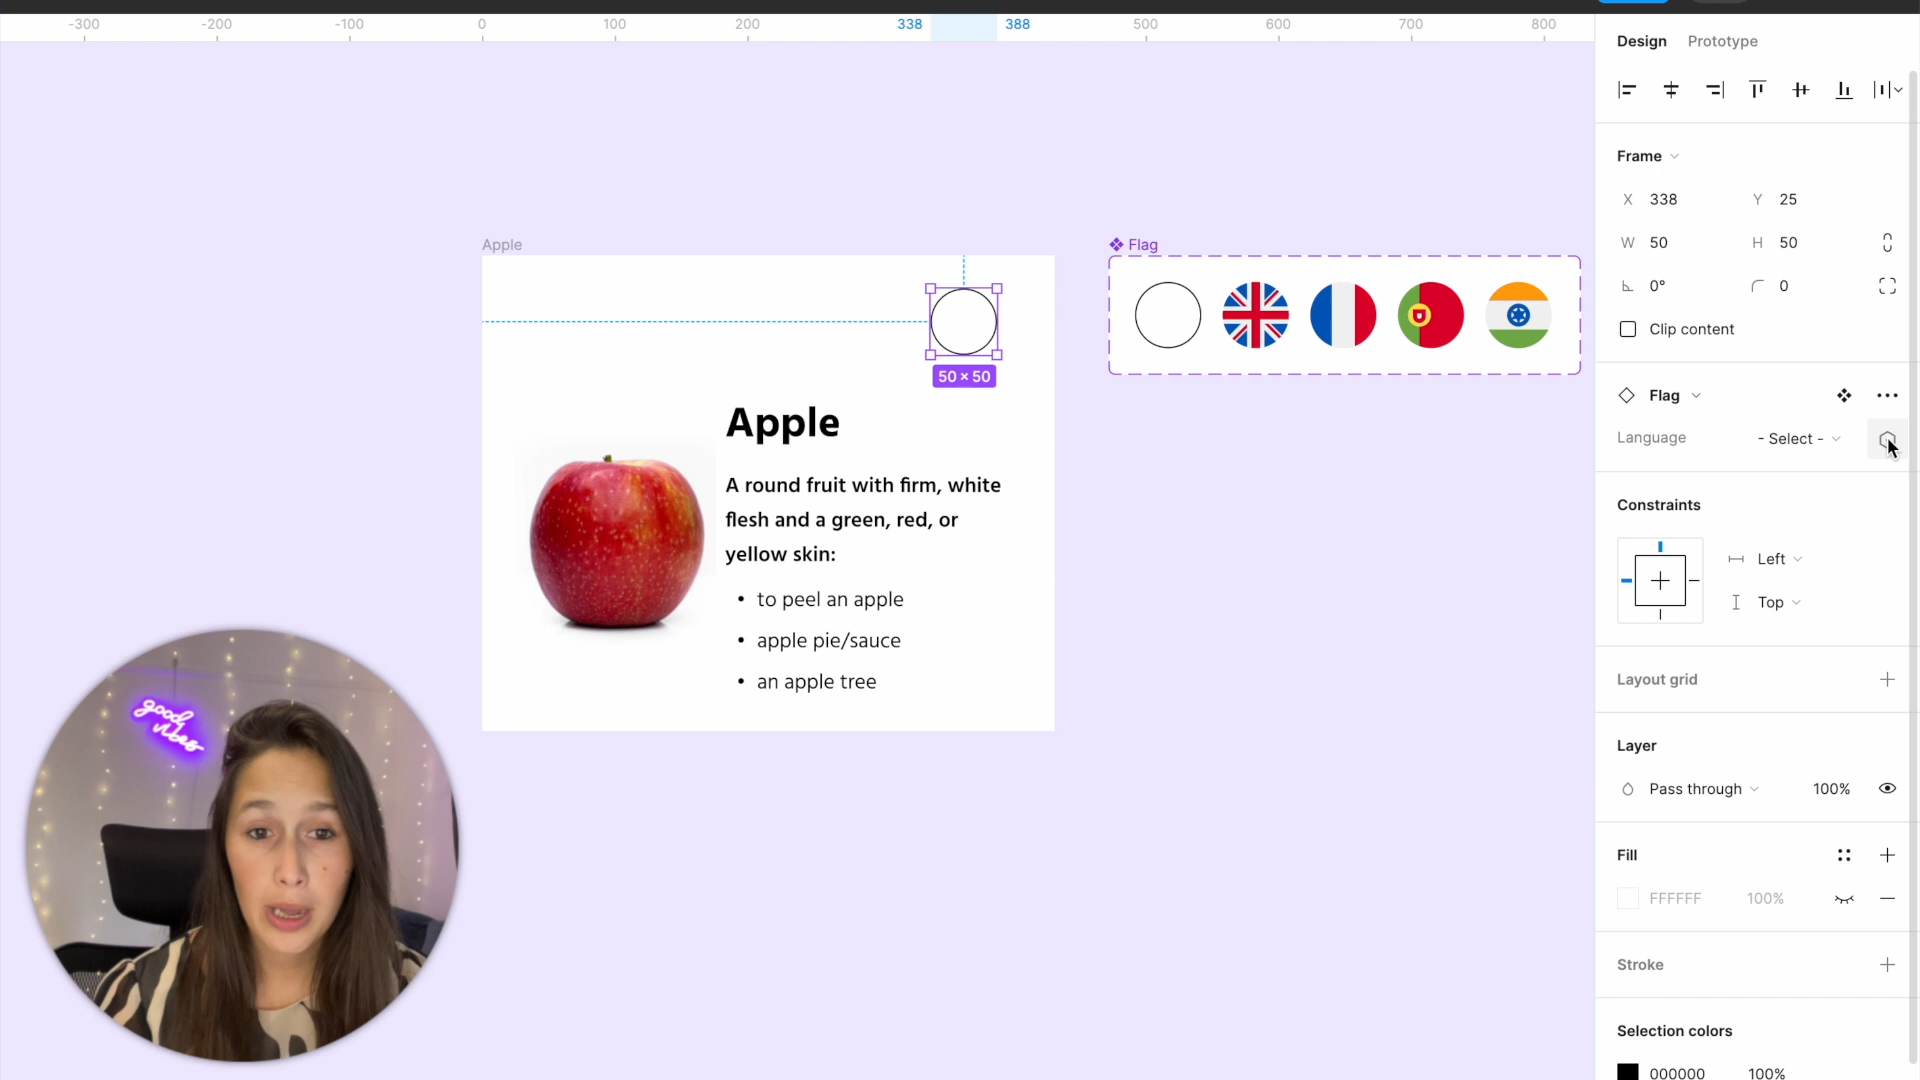 -300 -200 -100 0 100 200 338 388 500 600 700 800
Design Prototype
Frame
X 338 Y 25
W 50 H 50
0° 0
Clip content
Flag
Language - Select -
Constraints
Left
Top
Layout grid
Layer
Pass through 100%
Fill
FFFFFF 100%
Stroke
Selection colors
000000 100%
Apple
Flag
50 × 50
Apple
A round fruit with firm, white
flesh and a green, red, or
yellow skin:
• to peel an apple
• apple pie/sauce
• an apple tree
good
vibes